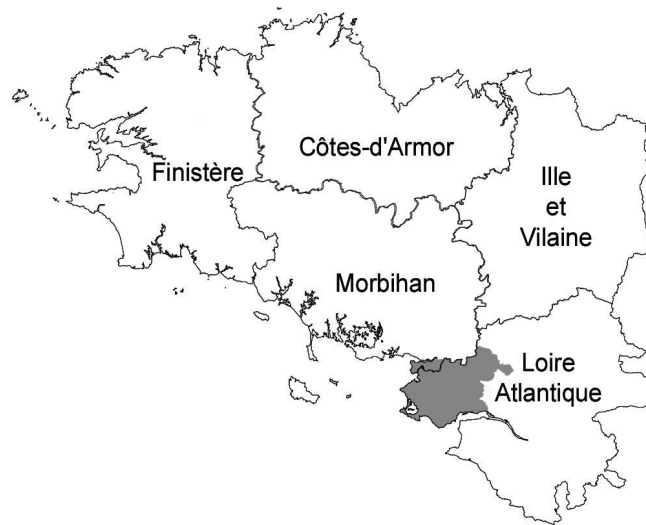 Côtes-d'Armor
Finistère
Ille
et
Vilaine
Morbihan
Loire
Atlantique